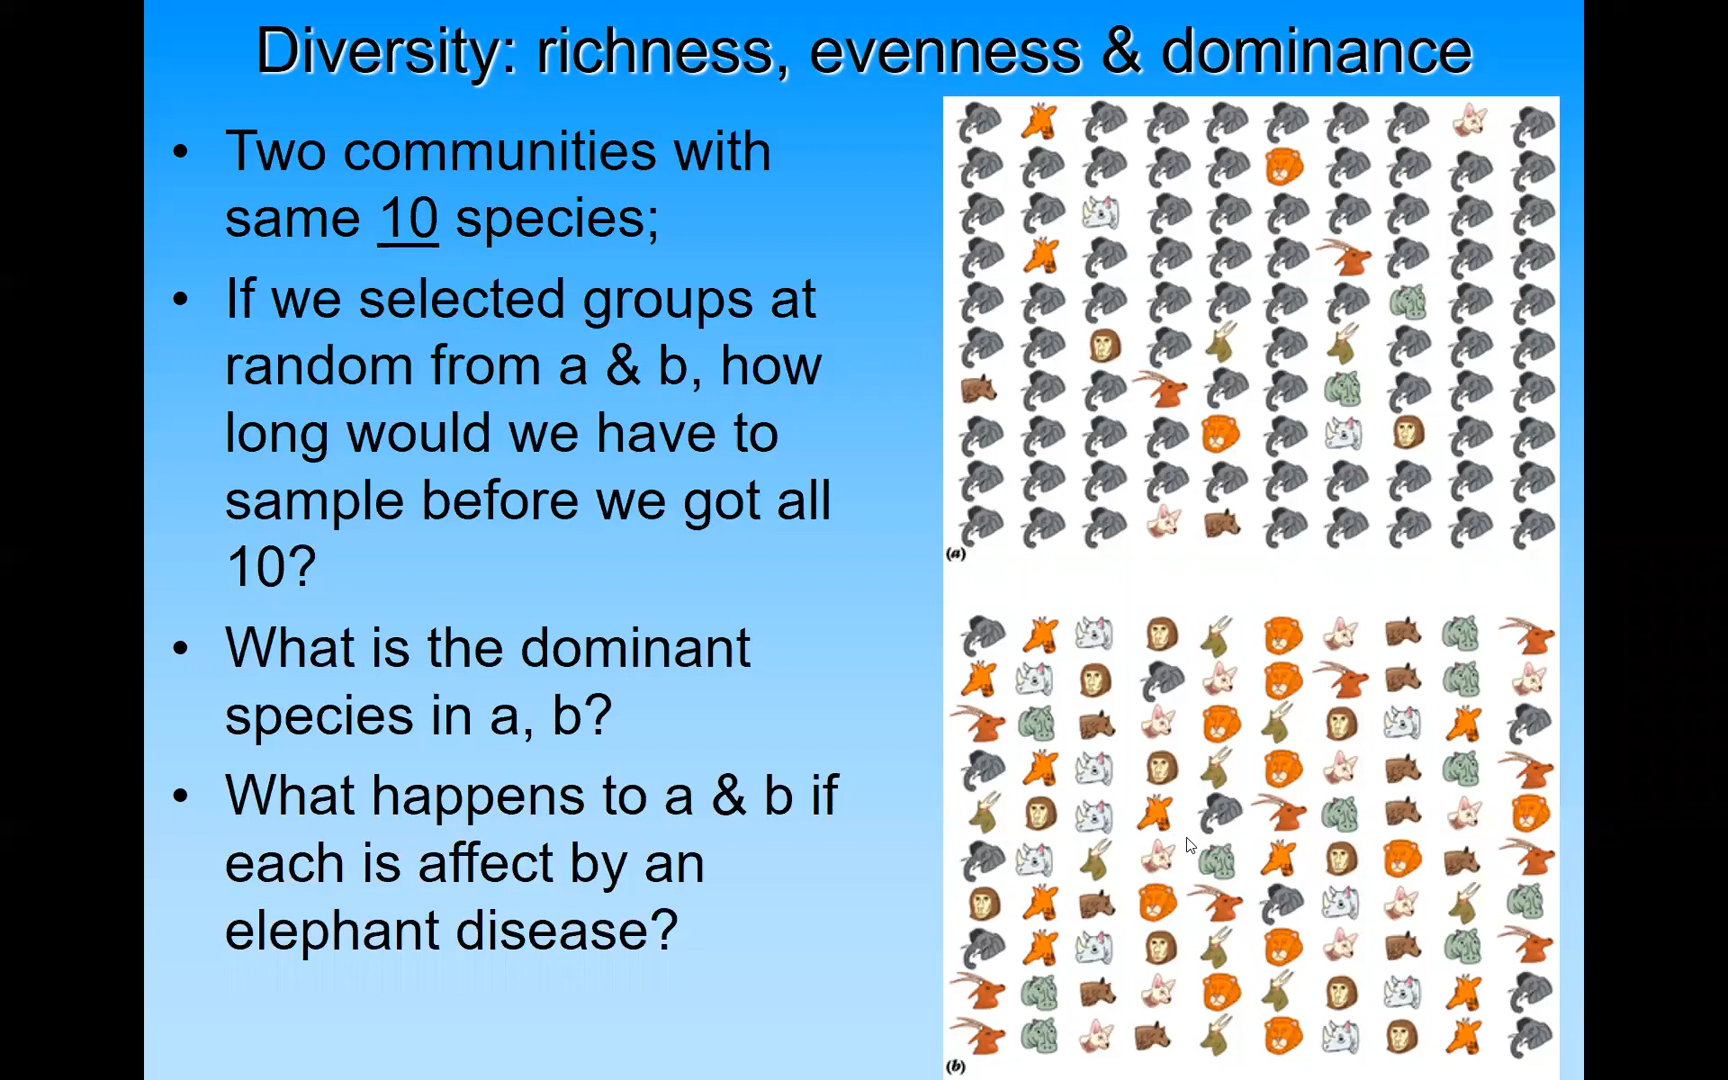 Diversity: richness, evenness & dominance
• Two communities with
same 10 species;
• If we selected groups at
random from a & b, how
long would we have to
sample before we got all
10?
• What is the dominant
species in a, b?
• What happens to a & b if
each is affect by an
elephant disease?
(a)
(b)